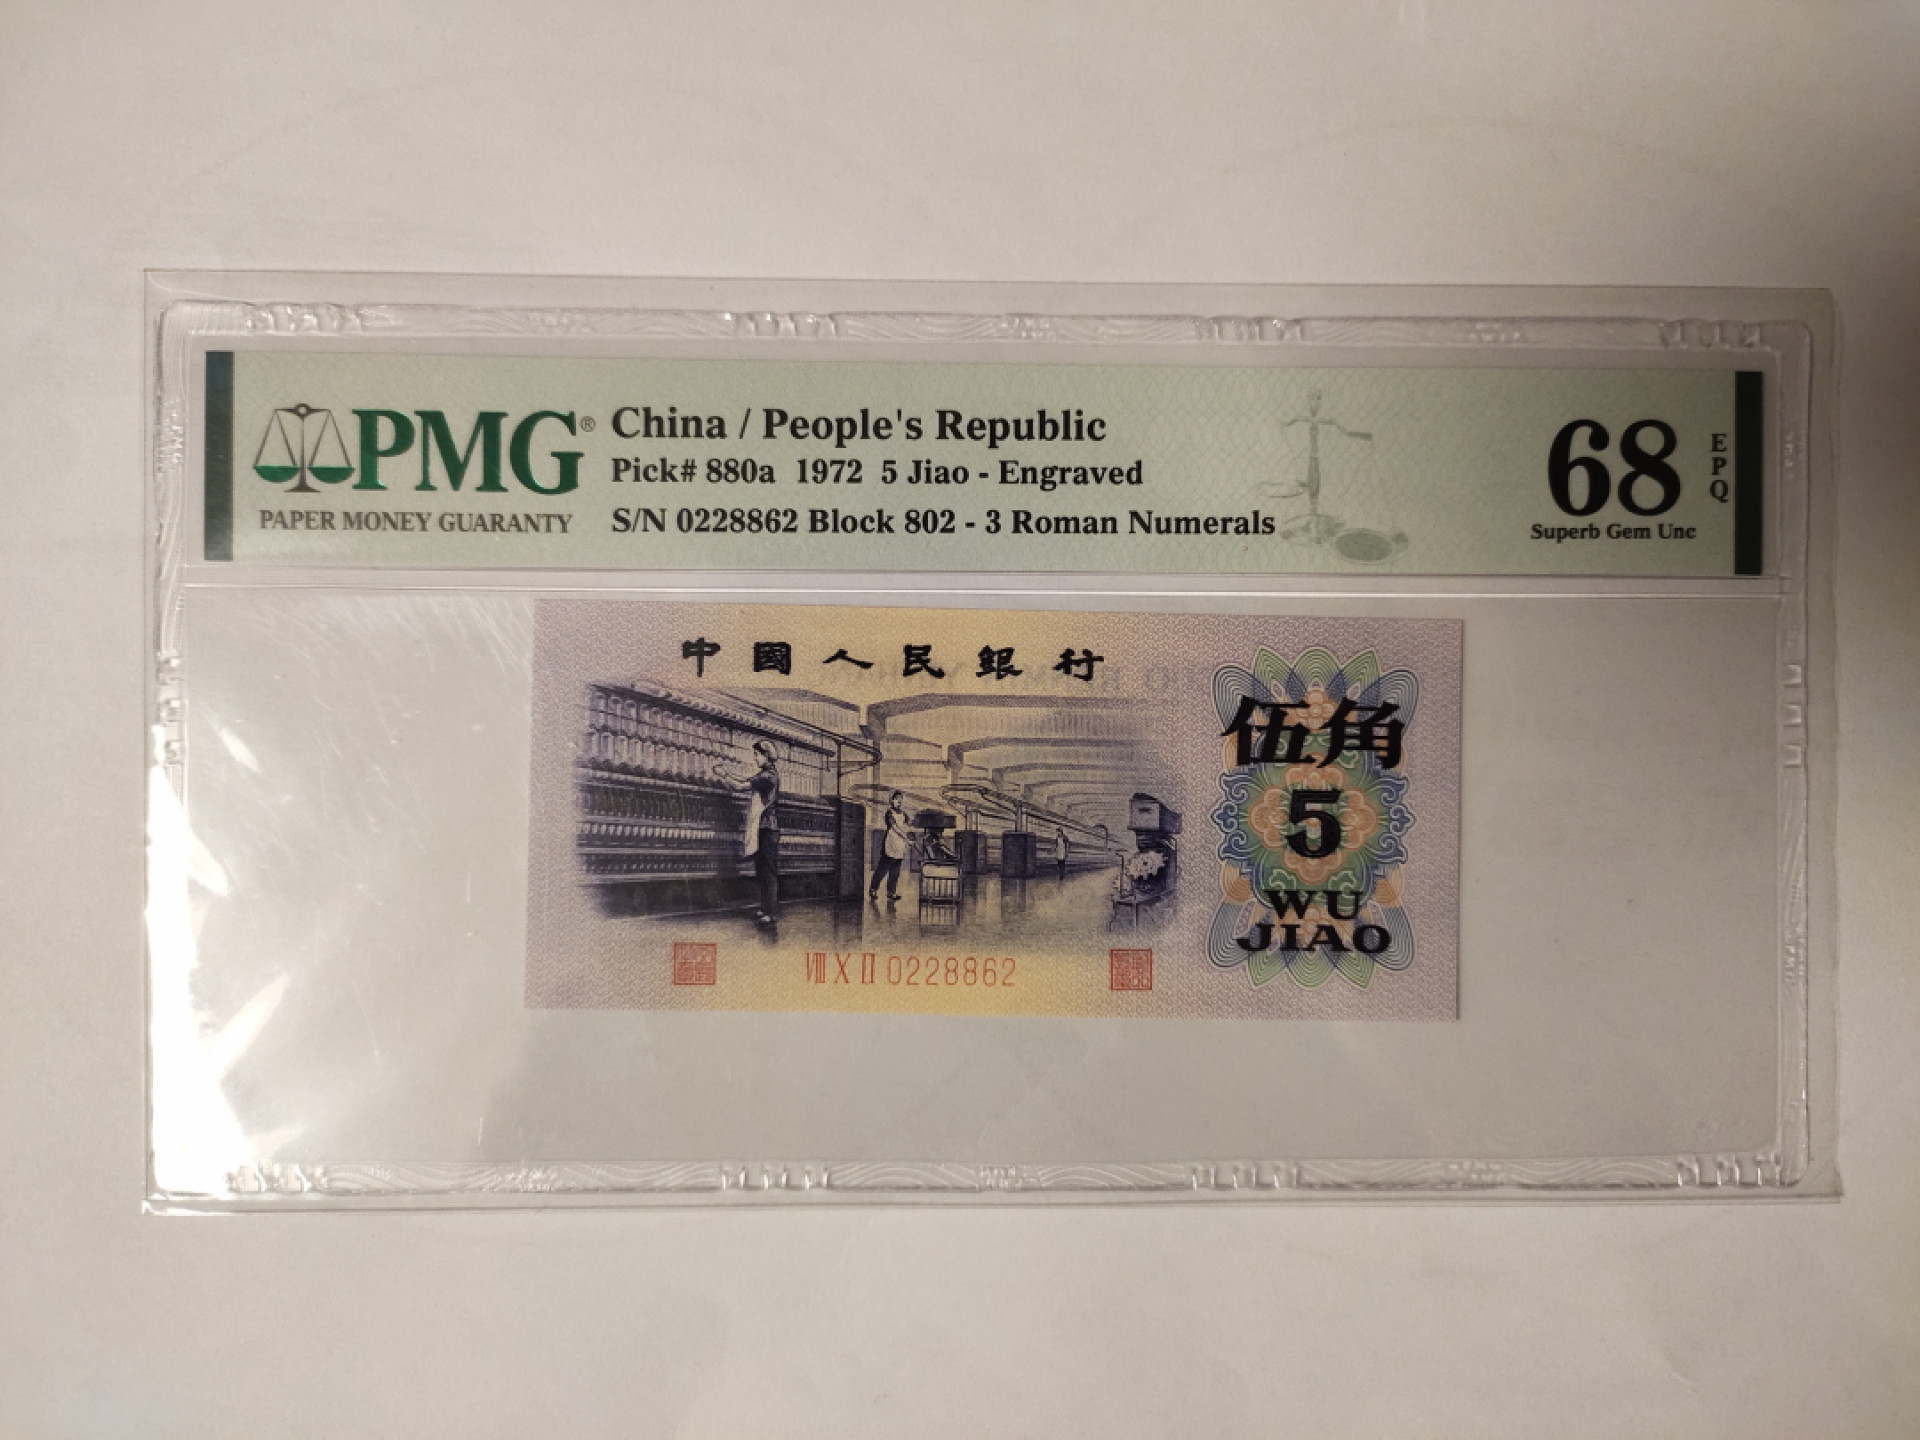 PMG®
PAPER MONEY GUARANTY
China / People's Republic
Pick# 880a 1972 5 Jiao - Engraved
S/N 0228862 Block 802 - 3 Roman Numerals
68
EPQ
Superb Gem Unc
中國人民銀行
伍角
5
WU
JIAO
VIII X II 0228862